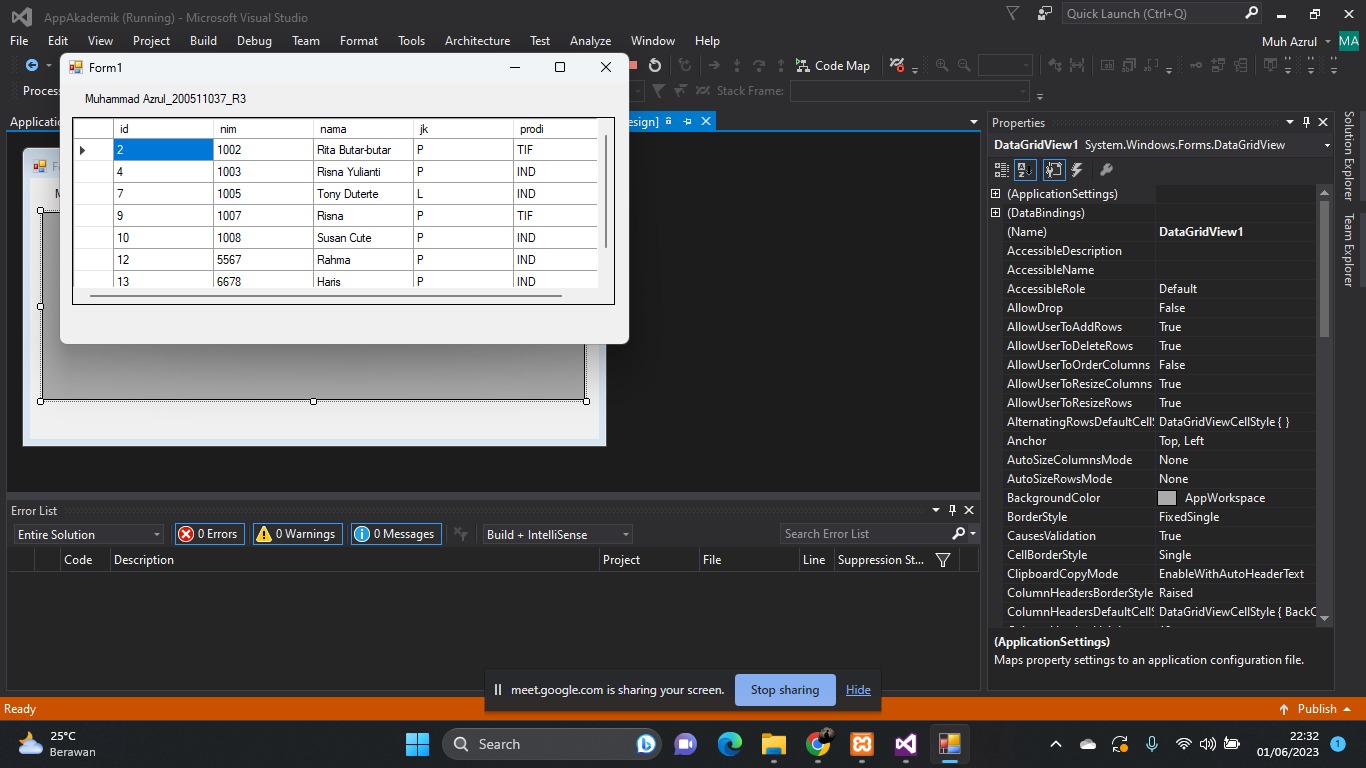 AppAkademik (Running) - Microsoft Visual Studio
Quick Launch (Ctrl+Q)
File Edit View Project Build Debug Team Format Tools Architecture Test Analyze Window Help
Muh Azrul MA
Form1
Code Map
Stack Frame:
Muhammad Azrul_200511037_R3
id nim nama jk prodi
2 1002 Rita Butar-butar P TIF
4 1003 Risna Yulianti P IND
7 1005 Tony Duterte L IND
9 1007 Risna P TIF
10 1008 Susan Cute P IND
12 5567 Rahma P IND
13 6678 Haris P IND
Properties
DataGridView1 System.Windows.Forms.DataGridView
(ApplicationSettings)
(DataBindings)
(Name) DataGridView1
AccessibleDescription
AccessibleName
AccessibleRole Default
AllowDrop False
AllowUserToAddRows True
AllowUserToDeleteRows True
AllowUserToOrderColumns False
AllowUserToResizeColumns True
AllowUserToResizeRows True
AlternatingRowsDefaultCellS DataGridViewCellStyle { }
Anchor Top, Left
AutoSizeColumnsMode None
AutoSizeRowsMode None
BackgroundColor AppWorkspace
BorderStyle FixedSingle
CausesValidation True
CellBorderStyle Single
ClipboardCopyMode EnableWithAutoHeaderText
ColumnHeadersBorderStyle Raised
ColumnHeadersDefaultCellS DataGridViewCellStyle { BackC
(ApplicationSettings)
Maps property settings to an application configuration file.
Solution Explorer
Team Explorer
Error List
Entire Solution 0 Errors 0 Warnings 0 Messages Build + IntelliSense Search Error List
Code Description Project File Line Suppression St...
meet.google.com is sharing your screen. Stop sharing Hide
Ready
Publish
25°C
Berawan
Search
22:32
01/06/2023
1